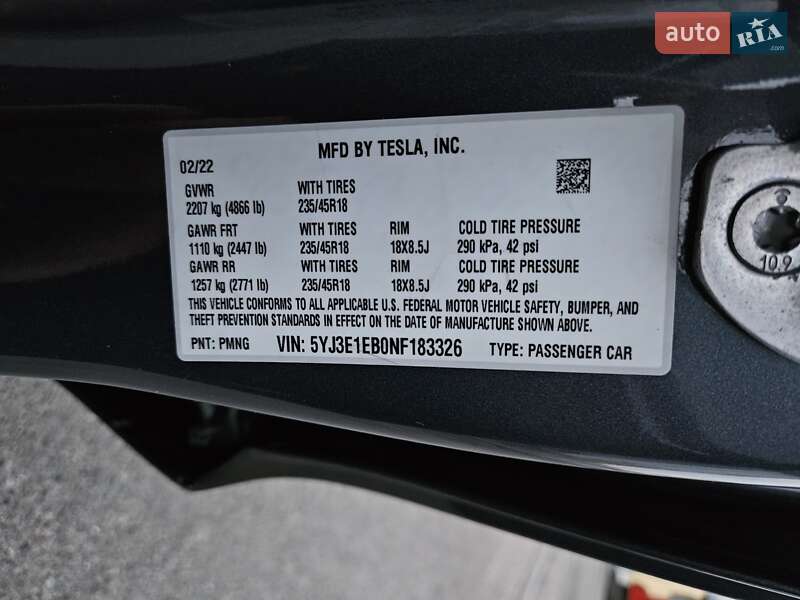 auto RIA
.com
MFD BY TESLA, INC.
02/22
GVWR WITH TIRES
2207 kg (4866 lb) 235/45R18
GAWR FRT WITH TIRES RIM COLD TIRE PRESSURE
1110 kg (2447 lb) 235/45R18 18X8.5J 290 kPa, 42 psi
GAWR RR WITH TIRES RIM COLD TIRE PRESSURE
1257 kg (2771 lb) 235/45R18 18X8.5J 290 kPa, 42 psi
THIS VEHICLE CONFORMS TO ALL APPLICABLE U.S. FEDERAL MOTOR VEHICLE SAFETY, BUMPER, AND
THEFT PREVENTION STANDARDS IN EFFECT ON THE DATE OF MANUFACTURE SHOWN ABOVE.
PNT: PMNG VIN: 5YJ3E1EB0NF183326 TYPE: PASSENGER CAR
10.9